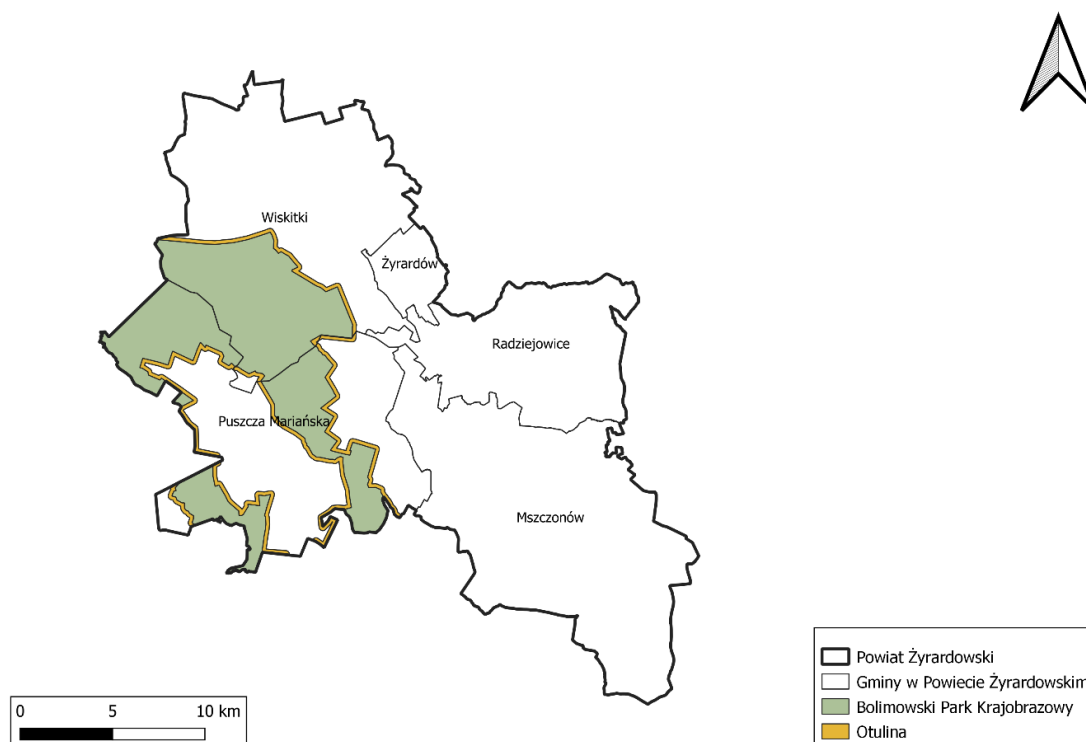 Wiskitki
Żyrardów
Radziejowice
Puszcza Mariańska
Mszczonów
0 5 10 km
Powiat Żyrardowski
Gminy w Powiecie Żyrardowskim
Bolimowski Park Krajobrazowy
Otulina